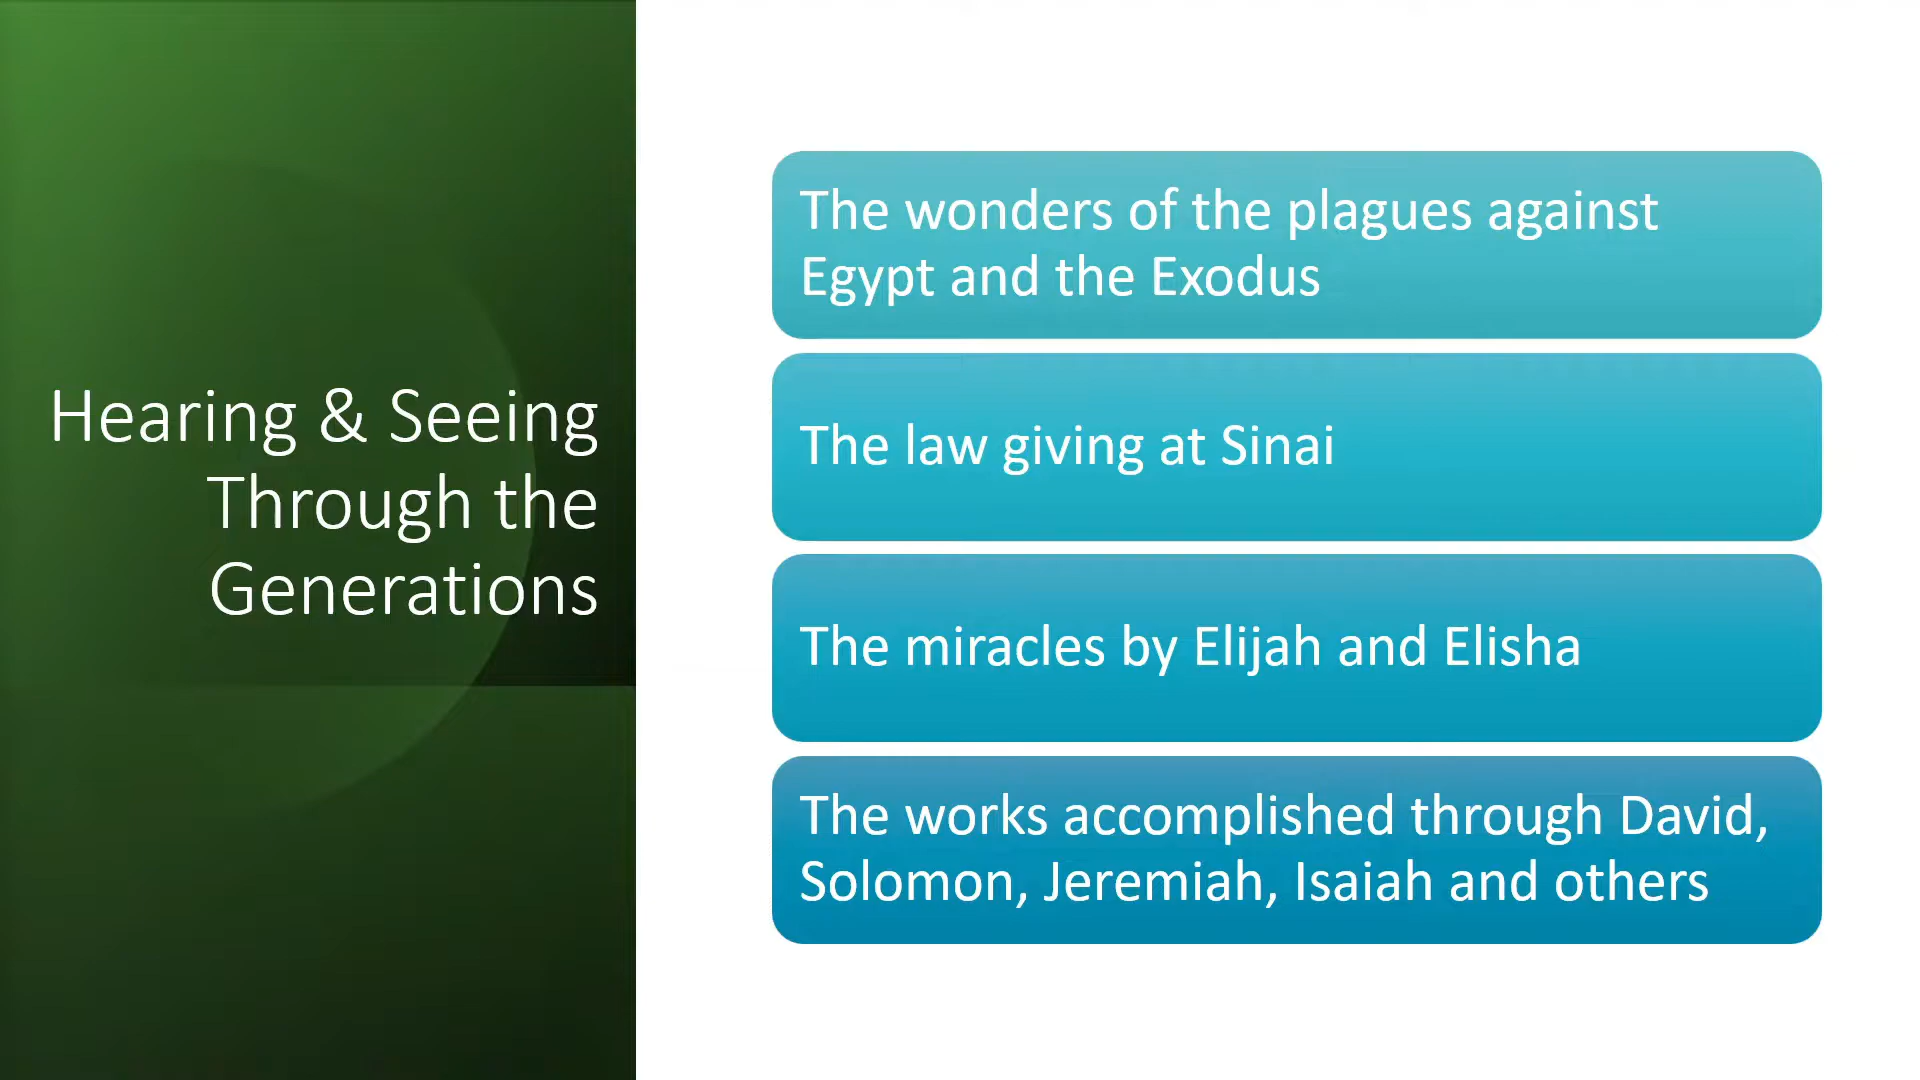 Hearing & Seeing
Through the
Generations
The wonders of the plagues against
Egypt and the Exodus
The law giving at Sinai
The miracles by Elijah and Elisha
The works accomplished through David,
Solomon, Jeremiah, Isaiah and others